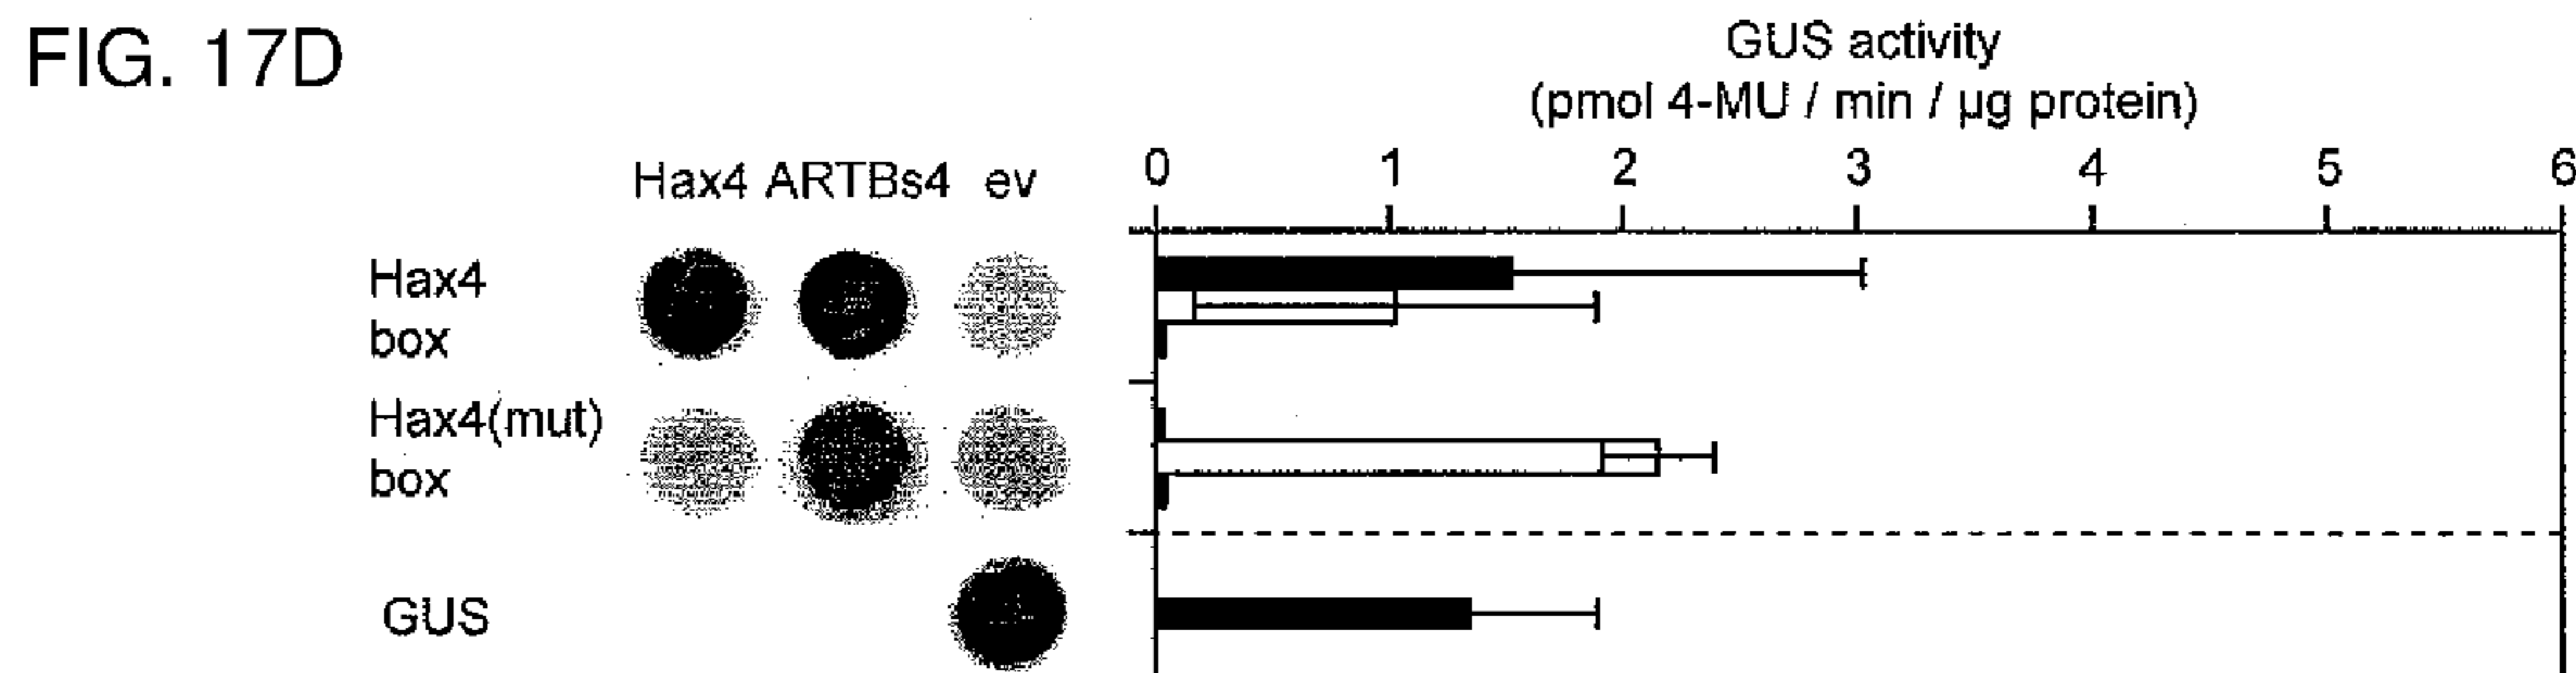 FIG. 17D
GUS activity
(pmol 4-MU / min / µg protein)
Hax4 ARTBs4 ev
0 1 2 3 4 5 6
Hax4
box
Hax4(mut)
box
GUS